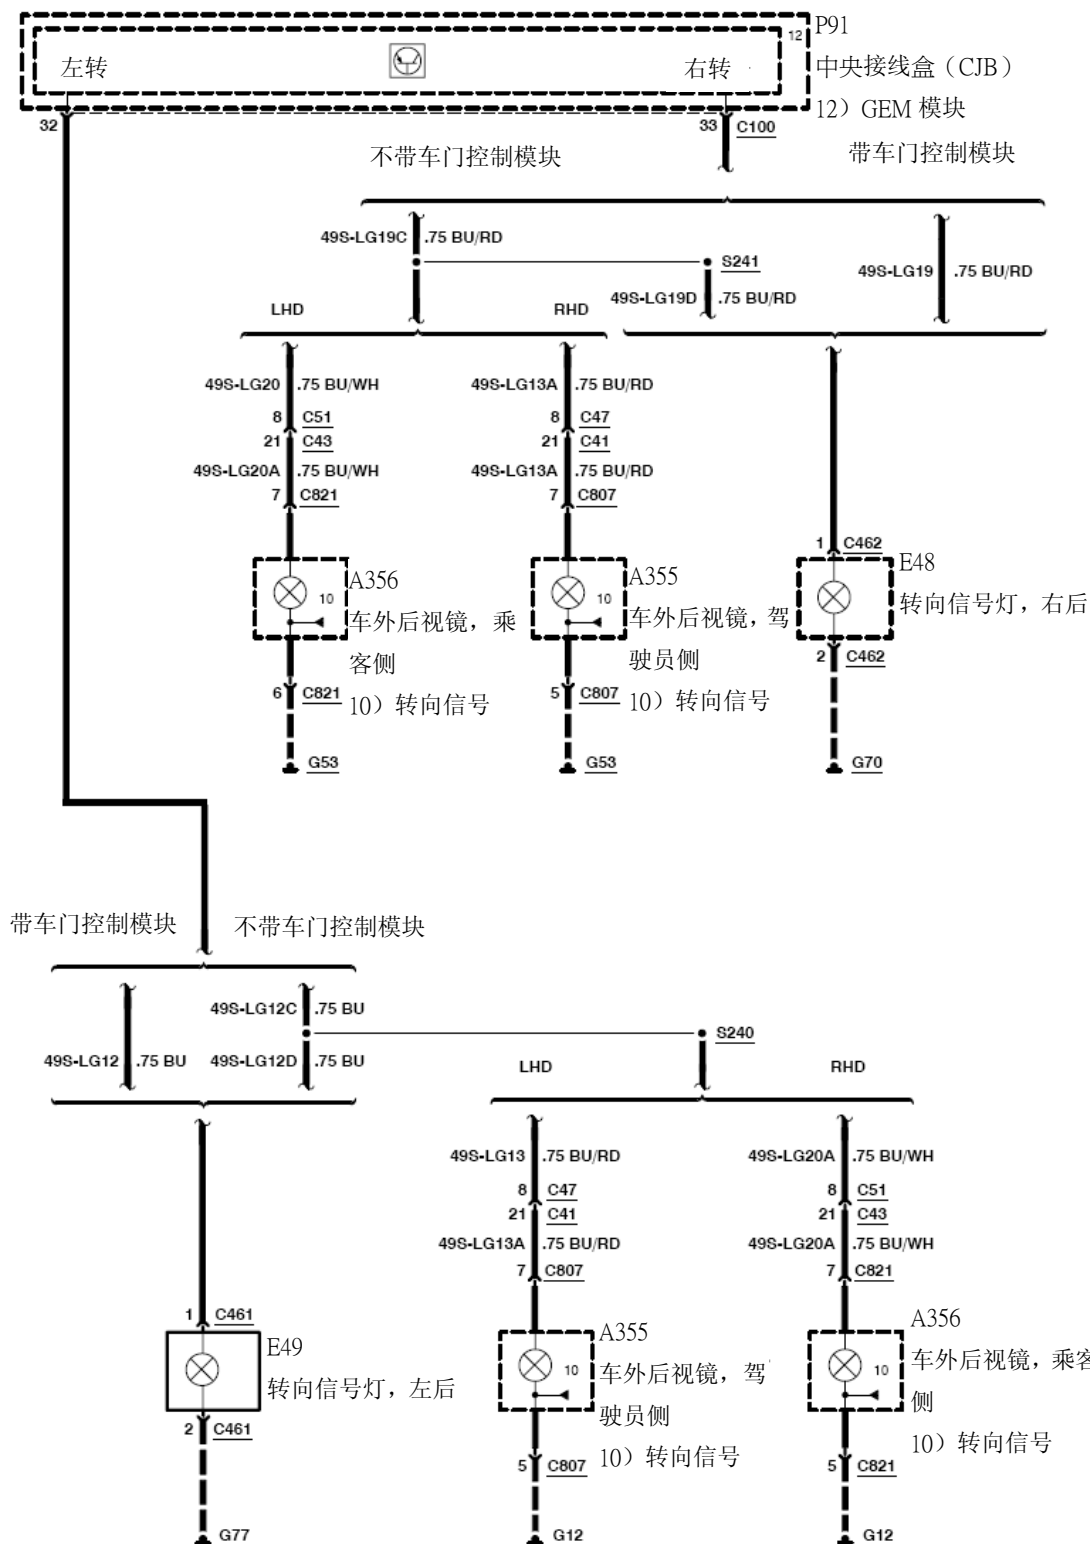 P91
12
左转
右转
中央接线盒（CJB）
12）GEM 模块
32
33 C100
不带车门控制模块
带车门控制模块
49S-LG19C .75 BU/RD
S241
49S-LG19 .75 BU/RD
49S-LG19D .75 BU/RD
LHD
RHD
49S-LG20 .75 BU/WH
49S-LG13A .75 BU/RD
8 C51
8 C47
21 C43
21 C41
49S-LG20A .75 BU/WH
49S-LG13A .75 BU/RD
7 C821
7 C807
1 C462
A356
10
车外后视镜，乘
客侧
10）转向信号
A355
10
车外后视镜，驾
驶员侧
10）转向信号
E48
转向信号灯，右后
2 C462
6 C821
5 C807
G53
G53
G70
带车门控制模块
不带车门控制模块
49S-LG12C .75 BU
S240
49S-LG12 .75 BU
49S-LG12D .75 BU
LHD
RHD
49S-LG13 .75 BU/RD
49S-LG20A .75 BU/WH
8 C47
8 C51
21 C41
21 C43
49S-LG13A .75 BU/RD
49S-LG20A .75 BU/WH
7 C807
7 C821
1 C461
E49
转向信号灯，左后
A355
10
车外后视镜，驾
驶员侧
10）转向信号
A356
10
车外后视镜，乘客
侧
10）转向信号
2 C461
5 C807
5 C821
G77
G12
G12